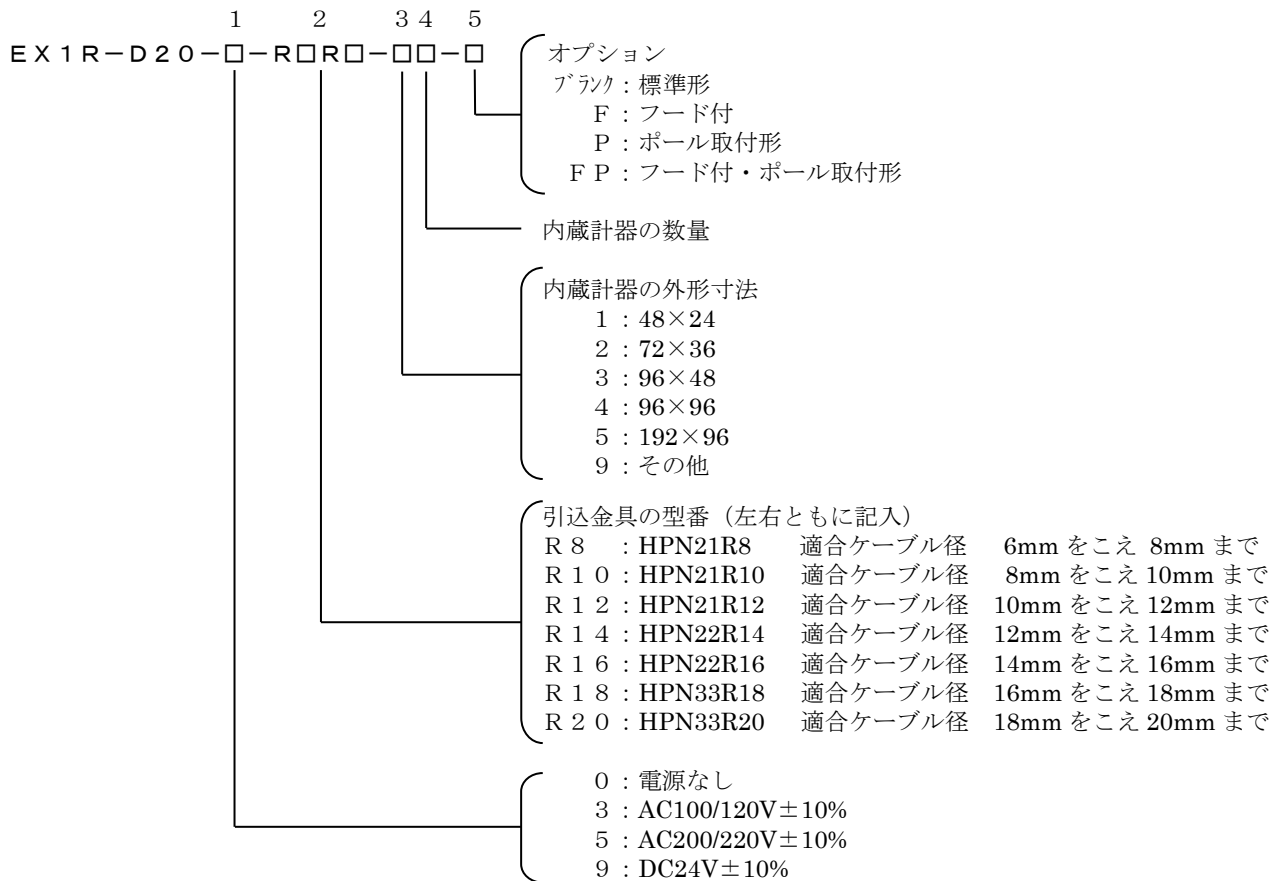 1 2 3 4 5
ＥＸ１Ｒ－Ｄ２０－□－Ｒ□Ｒ□－□□－□
オプション
ﾌﾞﾗﾝｸ：標準形
Ｆ：フード付
Ｐ：ポール取付形
ＦＰ：フード付・ポール取付形
内蔵計器の数量
内蔵計器の外形寸法
１：48×24
２：72×36
３：96×48
４：96×96
５：192×96
９：その他
引込金具の型番（左右ともに記入）
Ｒ８：HPN21R8 適合ケーブル径 6mm をこえ 8mm まで
Ｒ１０：HPN21R10 適合ケーブル径 8mm をこえ 10mm まで
Ｒ１２：HPN21R12 適合ケーブル径 10mm をこえ 12mm まで
Ｒ１４：HPN22R14 適合ケーブル径 12mm をこえ 14mm まで
Ｒ１６：HPN22R16 適合ケーブル径 14mm をこえ 16mm まで
Ｒ１８：HPN33R18 適合ケーブル径 16mm をこえ 18mm まで
Ｒ２０：HPN33R20 適合ケーブル径 18mm をこえ 20mm まで
０：電源なし
３：AC100/120V±10%
５：AC200/220V±10%
９：DC24V±10%